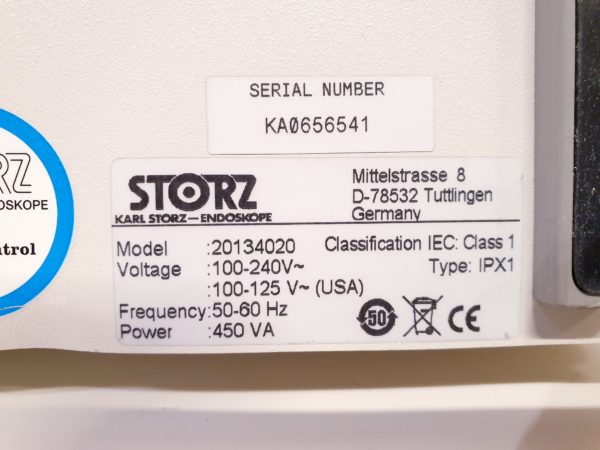 SERIAL NUMBER
KA0656541
RZ
DOSKOPE
ntrol
STORZ
KARL STORZ—ENDOSKOPE
Mittelstrasse 8
D-78532 Tuttlingen
Germany
Model :20134020 Classification IEC: Class 1
Voltage :100-240V~ Type: IPX1
:100-125 V~ (USA)
Frequency:50-60 Hz
Power :450 VA
50
CE